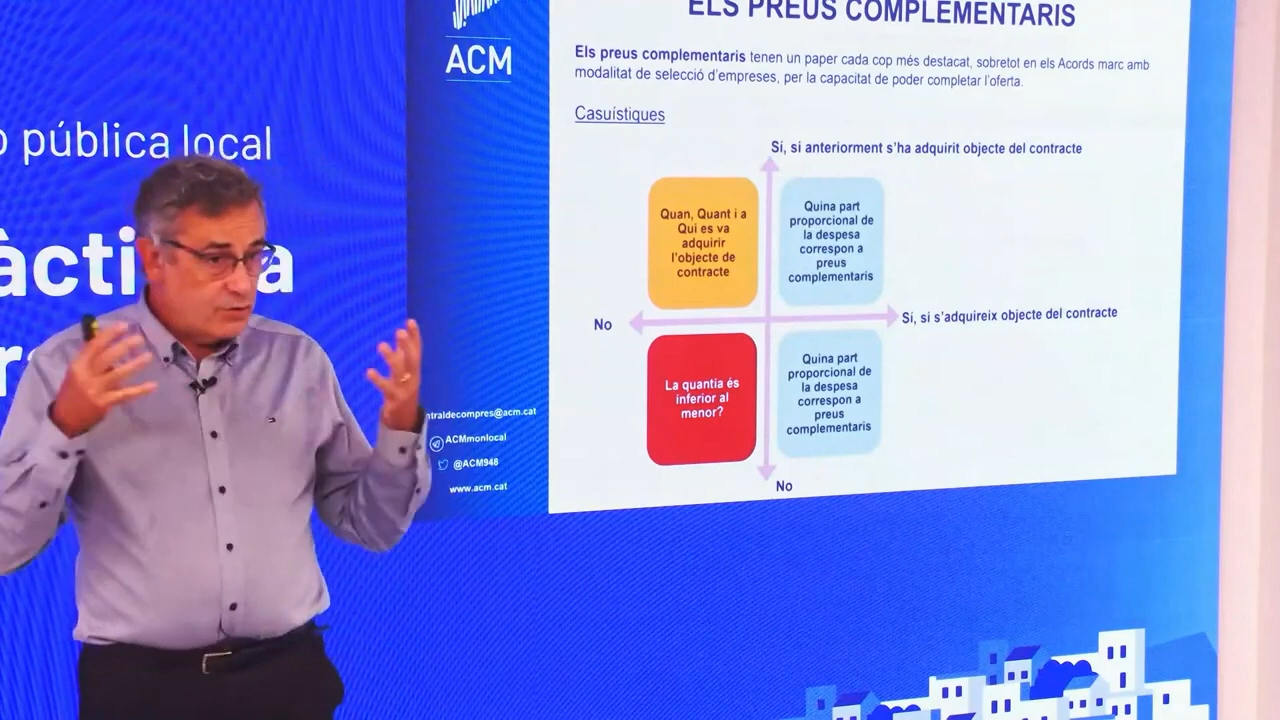 ACM
o pública local
ntraldecompres@acm.cat
ACMmonlocal
@ACM948
www.acm.cat
ELS PREUS COMPLEMENTARIS
Els preus complementaris tenen un paper cada cop més destacat, sobretot en els Acords marc amb
modalitat de selecció d'empreses, per la capacitat de poder completar l'oferta.
Casuístiques
Sí, si anteriorment s'ha adquirit objecte del contracte
Quan, Quant i a
Qui es va
adquirir
l'objecte de
contracte
Quina part
proporcional de
la despesa
correspon a
preus
complementaris
No
Sí, si s'adquireix objecte del contracte
La quantia és
inferior al
menor?
Quina part
proporcional de
la despesa
correspon a
preus
complementaris
No